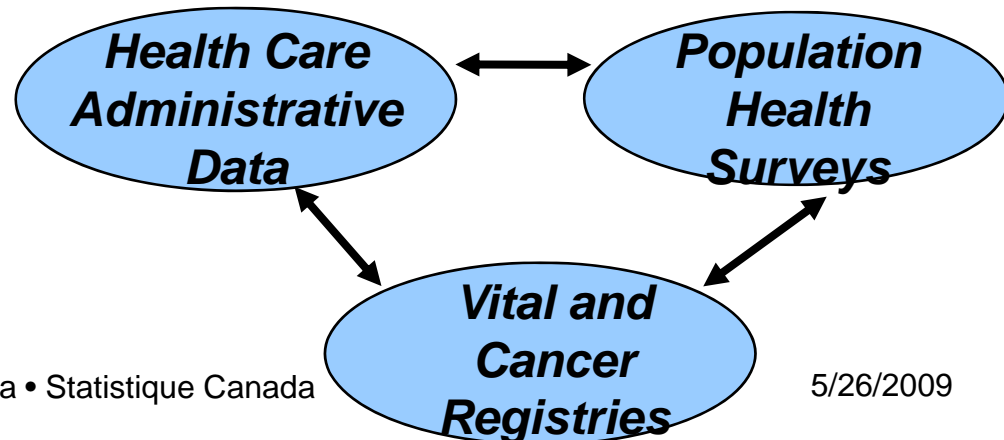 Health Care
Administrative
Data
Population
Health
Surveys
Vital and
Cancer
Registries
a • Statistique Canada
5/26/2009